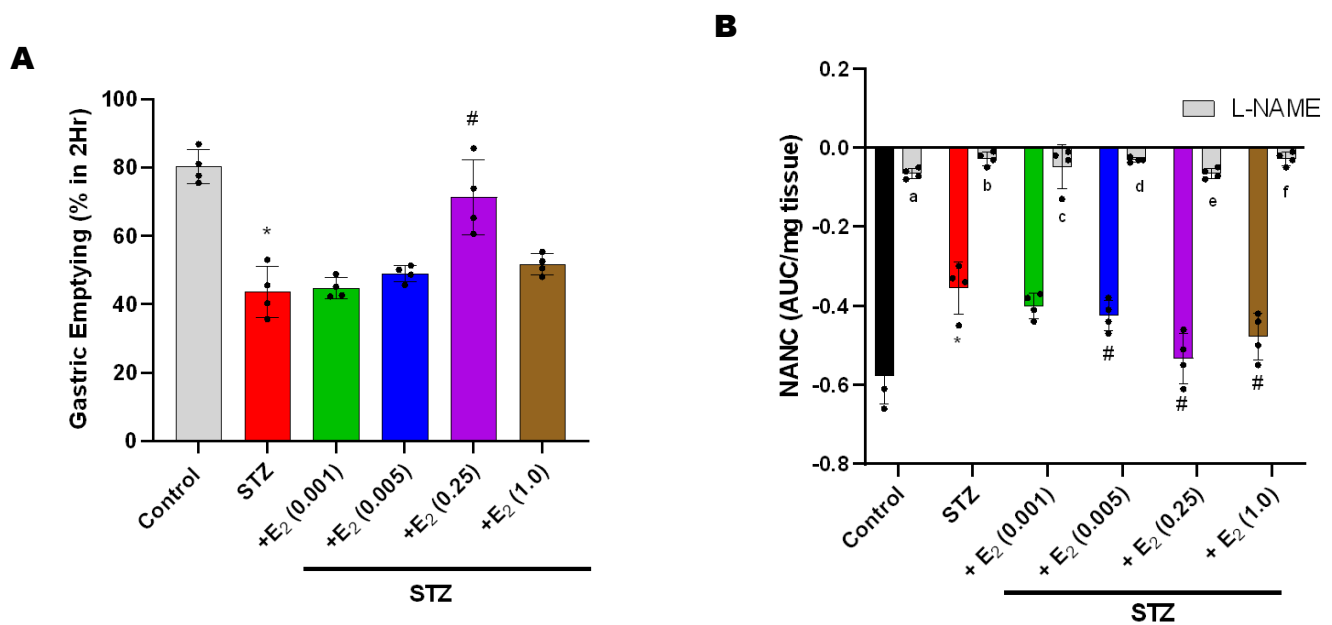 A
Gastric Emptying (% in 2Hr)
100
80
60
40
20
0
*
#
Control
STZ
+E₂ (0.001)
+E₂ (0.005)
+E₂ (0.25)
+E₂ (1.0)
STZ
B
NANC (AUC/mg tissue)
0.2
0.0
-0.2
-0.4
-0.6
-0.8
L-NAME
a
b
c
d
e
f
*
#
#
#
Control
STZ
+ E₂ (0.001)
+ E₂ (0.005)
+ E₂ (0.25)
+ E₂ (1.0)
STZ